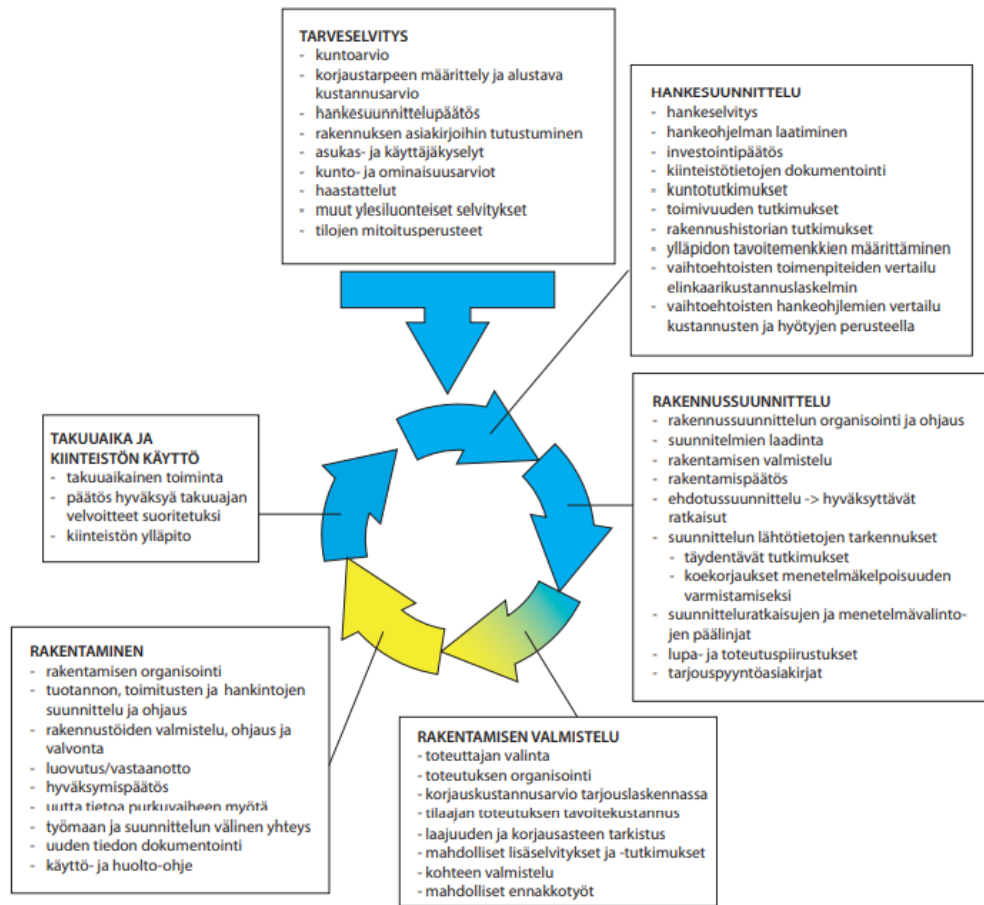 TARVESELVITYS
- kuntoarvio
- korjaustarpeen määrittely ja alustava
kustannusarvio
- hankesuunnittelupäätös
- rakennuksen asiakirjoihin tutustuminen
- asukas- ja käyttäjäkyselyt
- kunto- ja ominaisuusarviot
- haastattelut
- muut ylesiluonteiset selvitykset
- tilojen mitoitusperusteet
HANKESUUNNITTELU
- hankeselvitys
- hankeohjelman laatiminen
- investointipäätös
- kiinteistötietojen dokumentointi
- kuntotutkimukset
- toimivuuden tutkimukset
- rakennushistorian tutkimukset
- ylläpidon tavoitemenkkien määrittäminen
- vaihtoehtoisten toimenpiteiden vertailu
elinkaarikustannuslaskelmin
- vaihtoehtoisten hankeohjlemien vertailu
kustannusten ja hyötyjen perusteella
RAKENNUSSUUNNITTELU
- rakennussuunnittelun organisointi ja ohjaus
- suunnitelmien laadinta
- rakentamisen valmistelu
- rakentamispäätös
- ehdotussuunnittelu -> hyväksyttävät
ratkaisut
- suunnittelun lähtötietojen tarkennukset
- täydentävät tutkimukset
- koekorjaukset menetelmäkelpoisuuden
varmistamiseksi
- suunnitteluratkaisujen ja menetelmävalinto-
jen päälinjat
- lupa- ja toteutuspiirustukset
- tarjouspyyntöasiakirjat
TAKUUAIKA JA
KIINTEISTÖN KÄYTTÖ
- takuuaikainen toiminta
- päätös hyväksyä takuuajan
velvoitteet suoritetuksi
- kiinteistön ylläpito
RAKENTAMINEN
- rakentamisen organisointi
- tuotannon, toimitusten ja hankintojen
suunnittelu ja ohjaus
- rakennustöiden valmistelu, ohjaus ja
valvonta
- luovutus/vastaanotto
- hyväksymispäätös
- uutta tietoa purkuvaiheen myötä
- työmaan ja suunnittelun välinen yhteys
- uuden tiedon dokumentointi
- käyttö- ja huolto-ohje
RAKENTAMISEN VALMISTELU
- toteuttajan valinta
- toteutuksen organisointi
- korjauskustannusarvio tarjouslaskennassa
- tilaajan toteutuksen tavoitekustannus
- laajuuden ja korjausasteen tarkistus
- mahdolliset lisäselvitykset ja -tutkimukset
- kohteen valmistelu
- mahdolliset ennakkotyöt